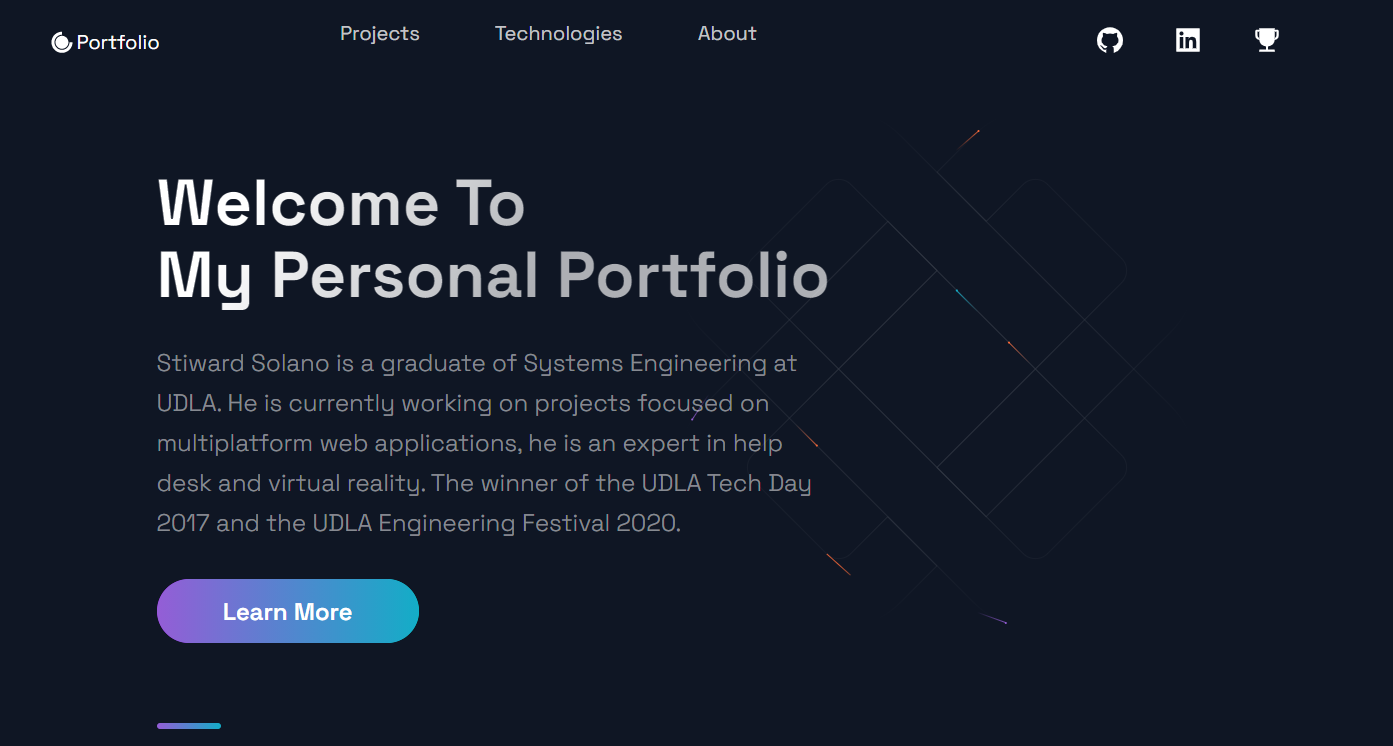 Portfolio
Projects
Technologies
About
Welcome To
My Personal Portfolio
Stiward Solano is a graduate of Systems Engineering at
UDLA. He is currently working on projects focused on
multiplatform web applications, he is an expert in help
desk and virtual reality. The winner of the UDLA Tech Day
2017 and the UDLA Engineering Festival 2020.
Learn More